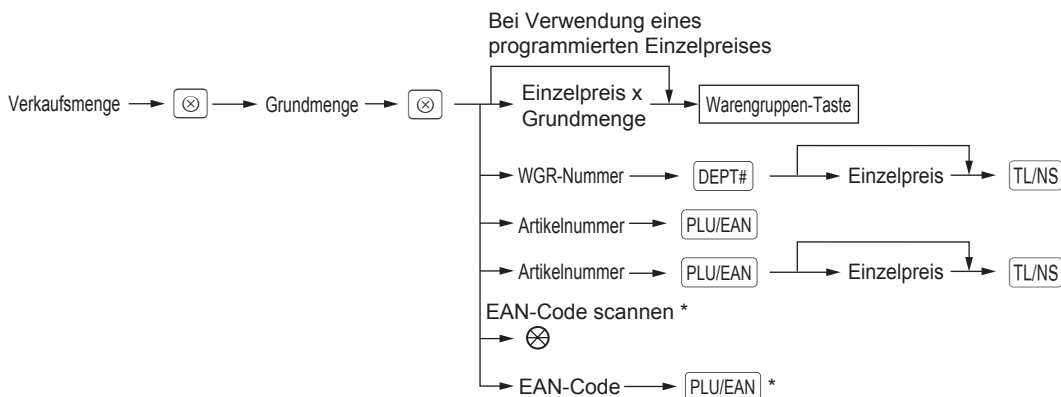 Bei Verwendung eines
programmierten Einzelpreises
Verkaufsmenge ⊗ Grundmenge ⊗ Einzelpreis x
Grundmenge Warengruppen-Taste
WGR-Nummer DEPT# Einzelpreis TL/NS
Artikelnummer PLU/EAN
Artikelnummer PLU/EAN Einzelpreis TL/NS
EAN-Code scannen *
EAN-Code PLU/EAN *